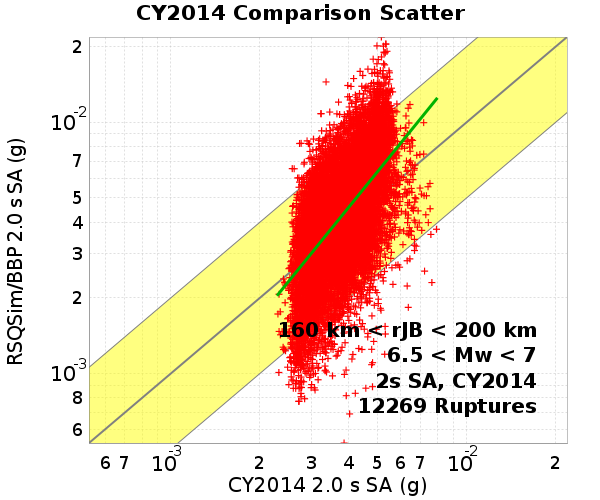 CY2014 Comparison Scatter
RSQSim/BBP 2.0 s SA (g)
2
10-2
7
5
4
3
2
10-3
8
6
160 km < rJB < 200 km
6.5 < Mw < 7
2s SA, CY2014
12269 Ruptures
6 7 10-3 2 3 4 5 6 7 10-2 2
CY2014 2.0 s SA (g)